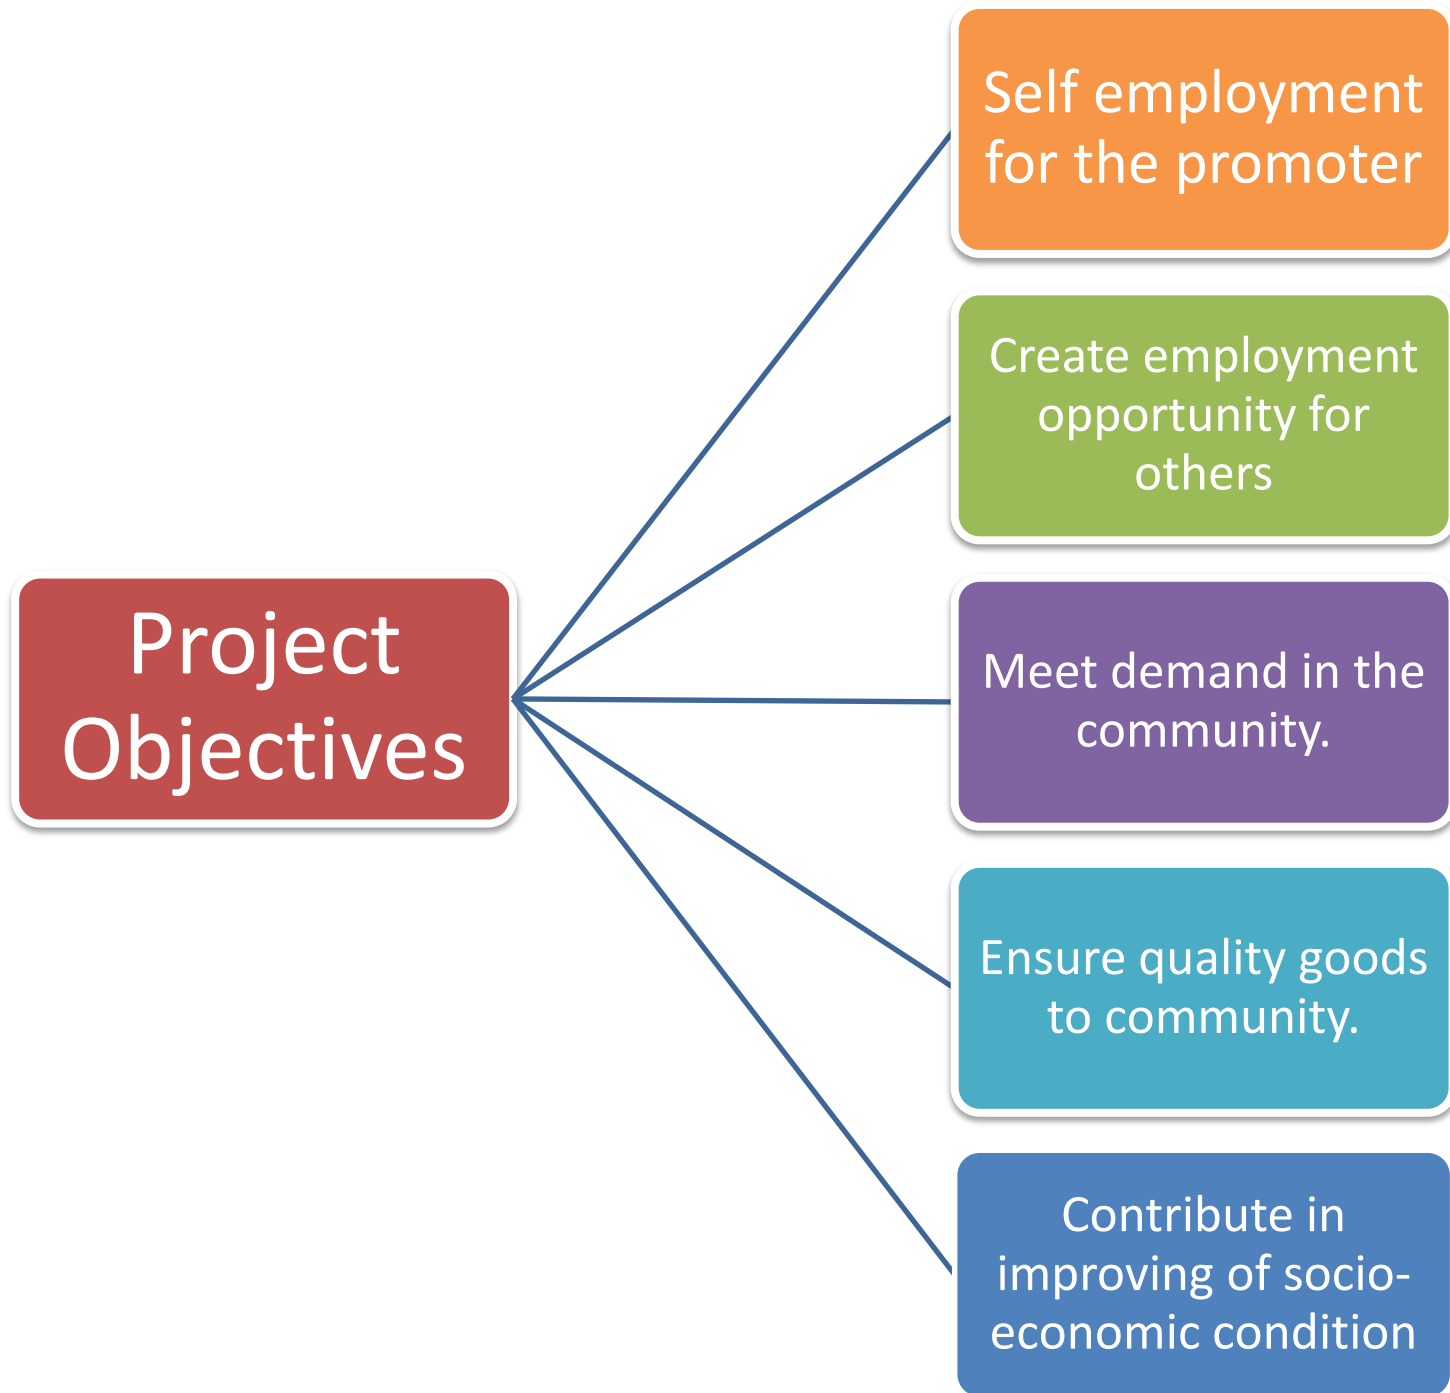 Project
Objectives
Self employment
for the promoter
Create employment
opportunity for
others
Meet demand in the
community.
Ensure quality goods
to community.
Contribute in
improving of socio-
economic condition